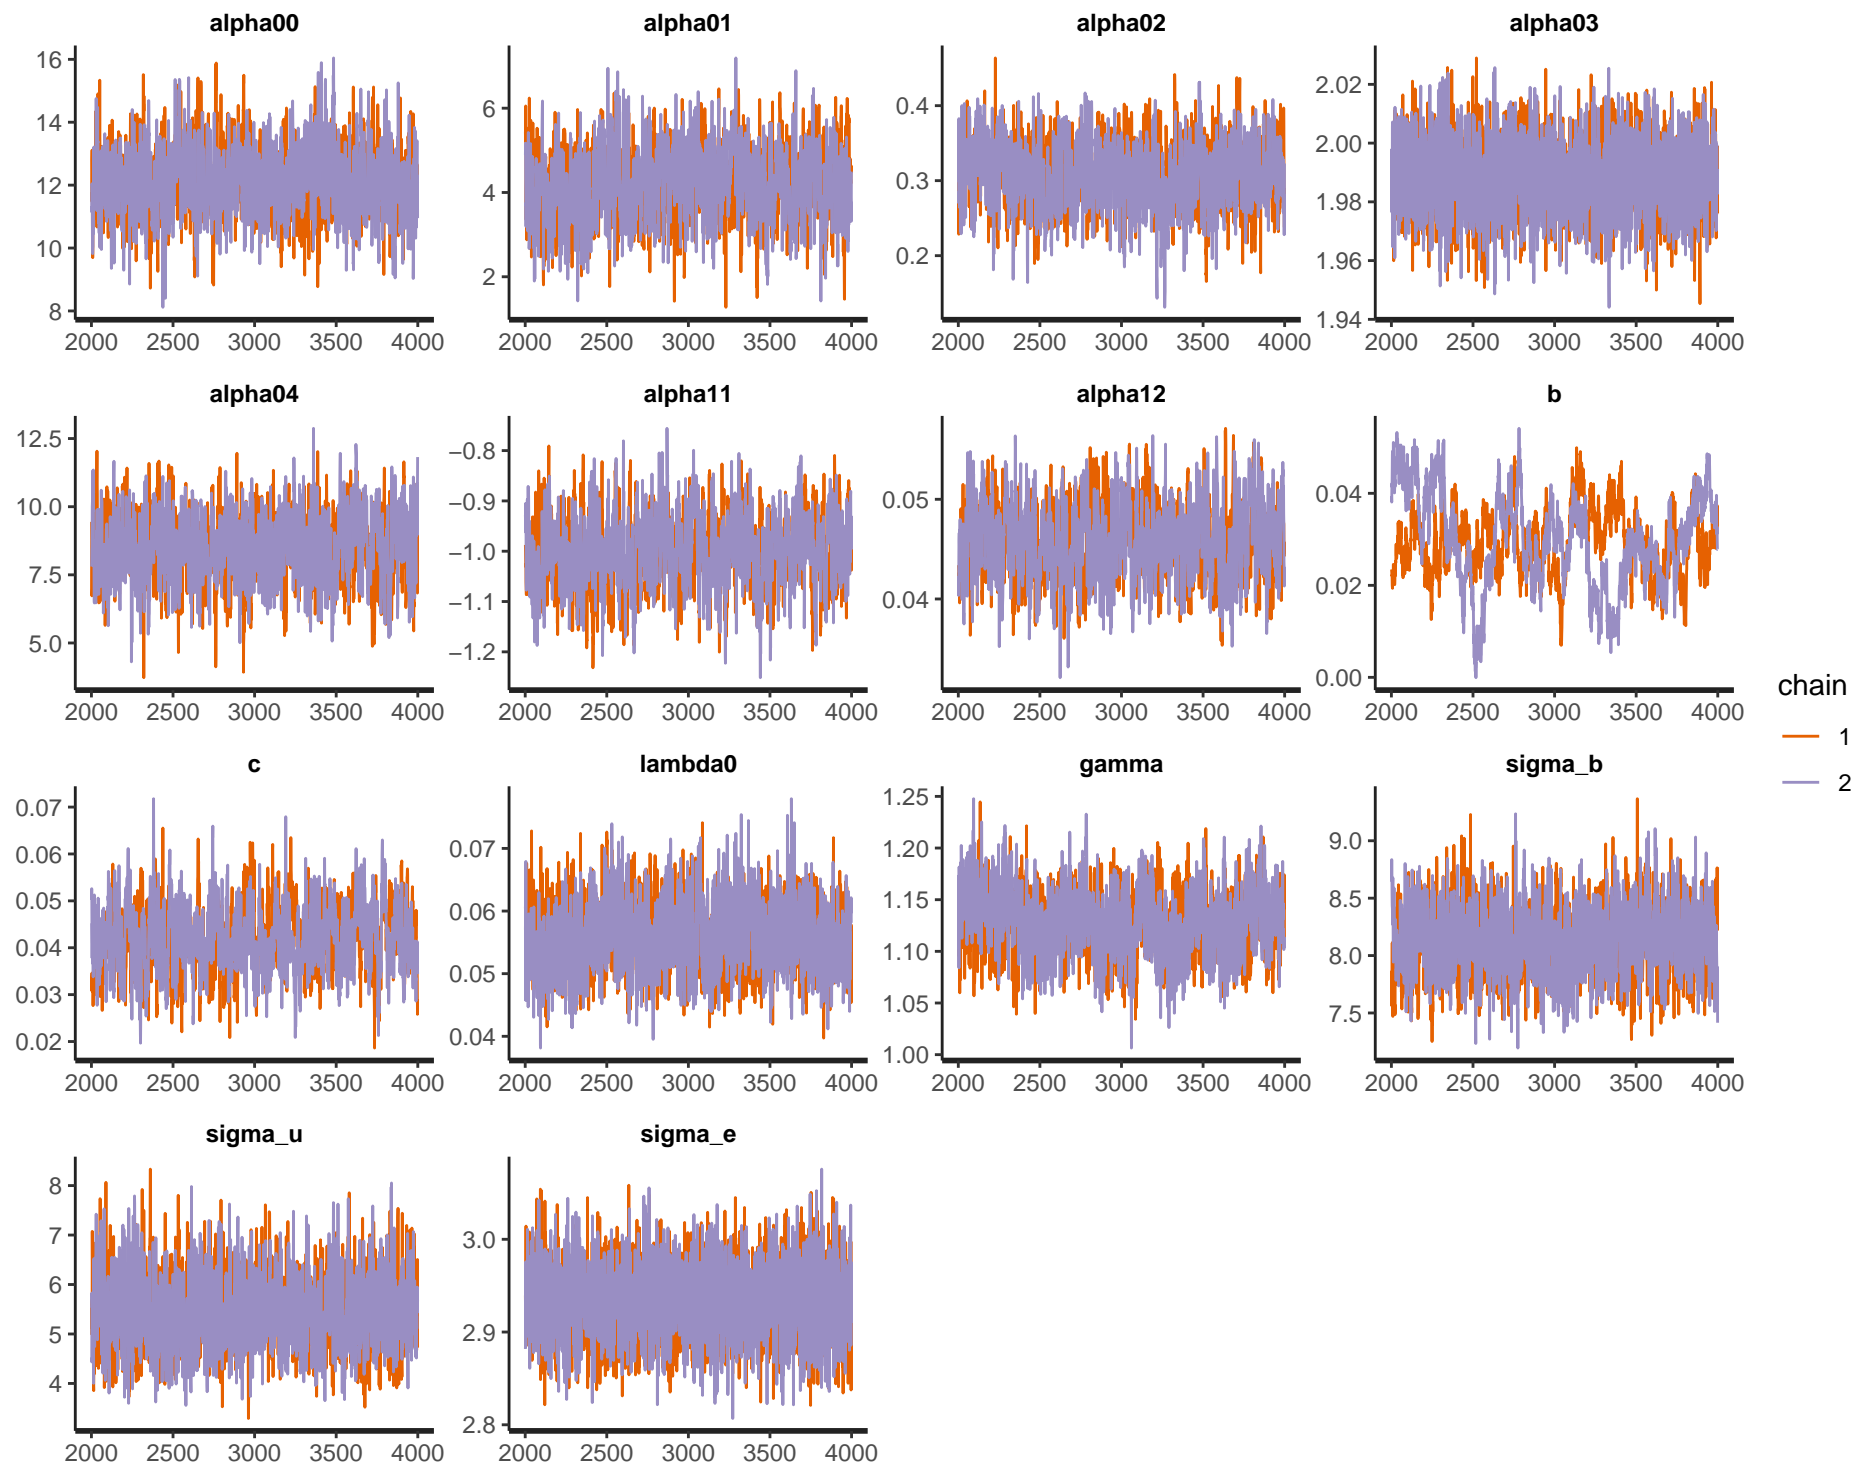 alpha00 alpha01 alpha02 alpha03
16 14 12 10 8
6 4 2
0.4 0.3 0.2
2.02 2.00 1.98 1.96 1.94
2000 2500 3000 3500 4000 2000 2500 3000 3500 4000 2000 2500 3000 3500 4000 2000 2500 3000 3500 4000
alpha04 alpha11 alpha12 b
12.5 10.0 7.5 5.0
−0.8 −0.9 −1.0 −1.1 −1.2
0.05 0.04
0.04 0.02 0.00
2000 2500 3000 3500 4000 2000 2500 3000 3500 4000 2000 2500 3000 3500 4000 2000 2500 3000 3500 4000
chain
1
2
c lambda0 gamma sigma_b
0.07 0.06 0.05 0.04 0.03 0.02
0.07 0.06 0.05 0.04
1.25 1.20 1.15 1.10 1.05 1.00
9.0 8.5 8.0 7.5
2000 2500 3000 3500 4000 2000 2500 3000 3500 4000 2000 2500 3000 3500 4000 2000 2500 3000 3500 4000
sigma_u sigma_e
8 7 6 5 4
3.0 2.9 2.8
2000 2500 3000 3500 4000 2000 2500 3000 3500 4000